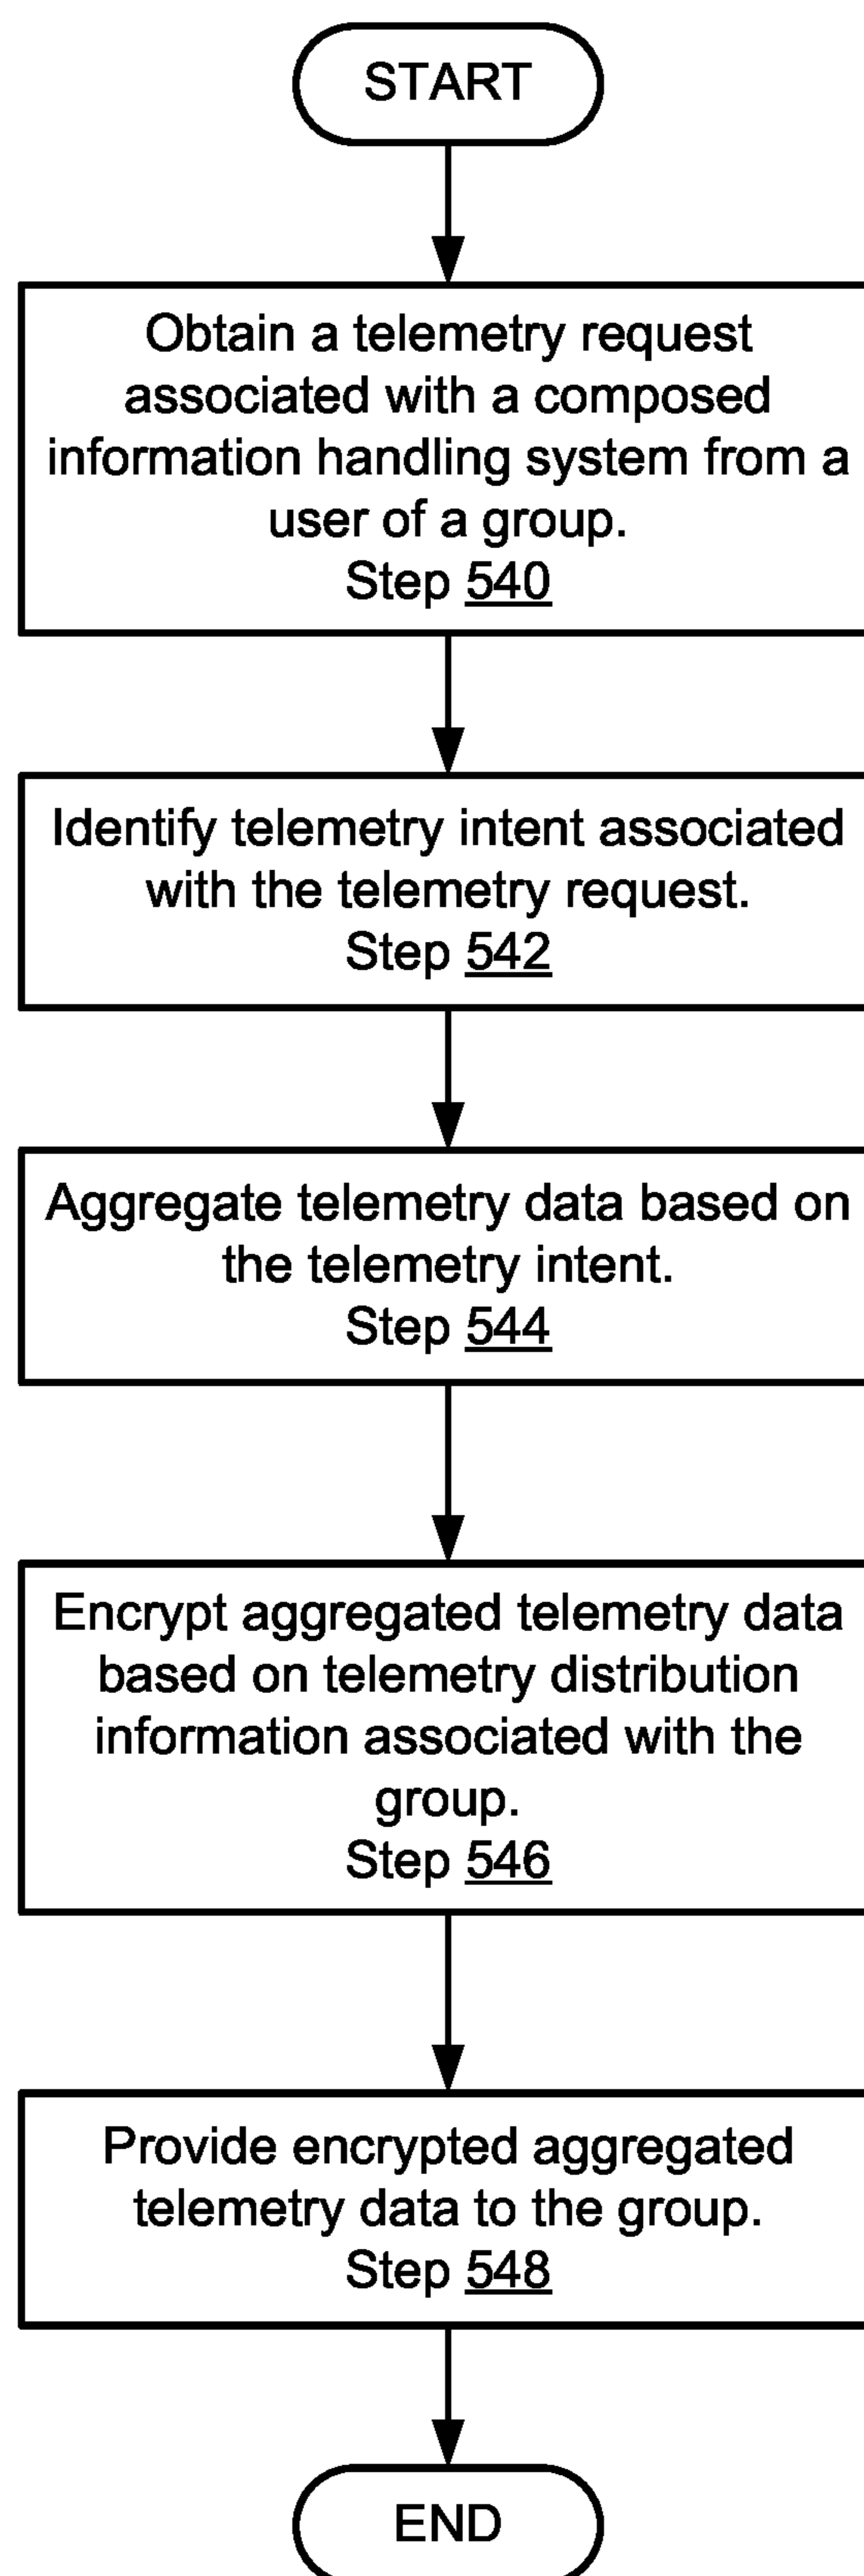 START
Obtain a telemetry request
associated with a composed
information handling system from a
user of a group.
Step 540
Identify telemetry intent associated
with the telemetry request.
Step 542
Aggregate telemetry data based on
the telemetry intent.
Step 544
Encrypt aggregated telemetry data
based on telemetry distribution
information associated with the
group.
Step 546
Provide encrypted aggregated
telemetry data to the group.
Step 548
END